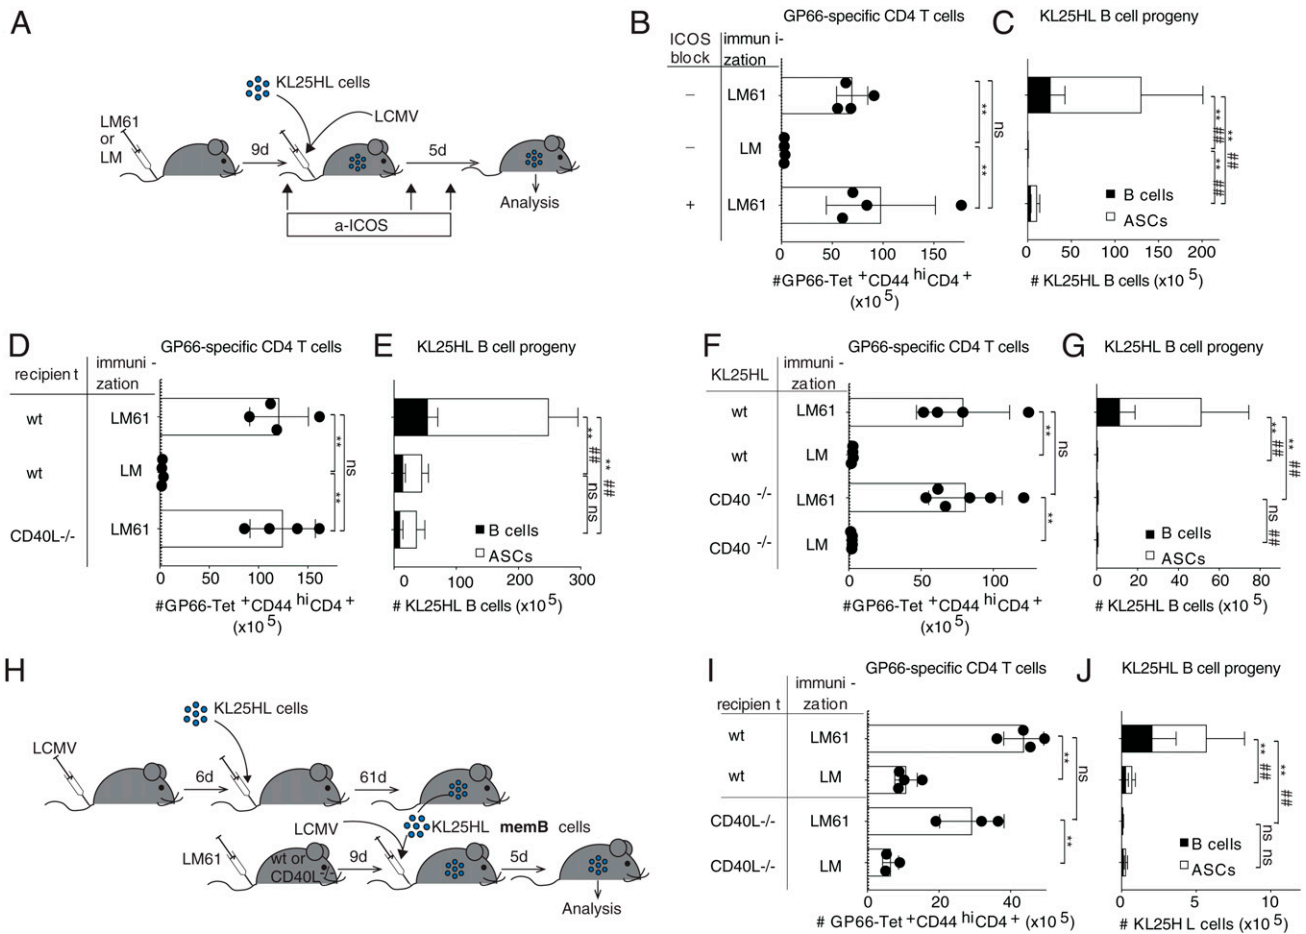 A
KL25HL cells
LCMV
LM61
or
LM
9d
5d
a-ICOS
Analysis
B
GP66-specific CD4 T cells
ICOS
block
immuni-
zation
–
LM61
–
LM
+
LM61
**
**
ns
0
50
100
150
#GP66-Tet +CD44 hiCD4 +
(x10 5)
C
KL25HL B cell progeny
B cells
ASCs
** ##
** ##
** ##
0
50
100
150
200
# KL25HL B cells (x10 5)
D
GP66-specific CD4 T cells
recipien t
immuni -
zation
wt
LM61
wt
LM
CD40L-/-
LM61
**
**
ns
0
50
100
150
#GP66-Tet +CD44 hiCD4 +
(x10 5)
E
KL25HL B cell progeny
B cells
ASCs
** ##
ns ns
** ##
0
100
200
300
# KL25HL B cells (x10 5)
F
GP66-specific CD4 T cells
KL25HL
immuni -
zation
wt
LM61
wt
LM
CD40 -/-
LM61
CD40 -/-
LM
**
**
ns
0
50
100
#GP66-Tet +CD44 hiCD4 +
(x10 5)
G
KL25HL B cell progeny
B cells
ASCs
** ##
ns ##
** ##
0
20
40
60
80
# KL25HL B cells (x10 5)
H
KL25HL cells
LCMV
6d
61d
LCMV
KL25HL memB cells
LM61
wt or
CD40L-/-
9d
5d
Analysis
I
GP66-specific CD4 T cells
recipien t
immuni -
zation
wt
LM61
wt
LM
CD40L-/-
LM61
CD40L-/-
LM
**
**
ns
0
20
40
# GP66-Tet +CD44 hiCD4+ (x10 5)
J
KL25HL B cell progeny
B cells
ASCs
** ##
ns ns
** ##
0
5
10
# KL25H L cells (x10 5)